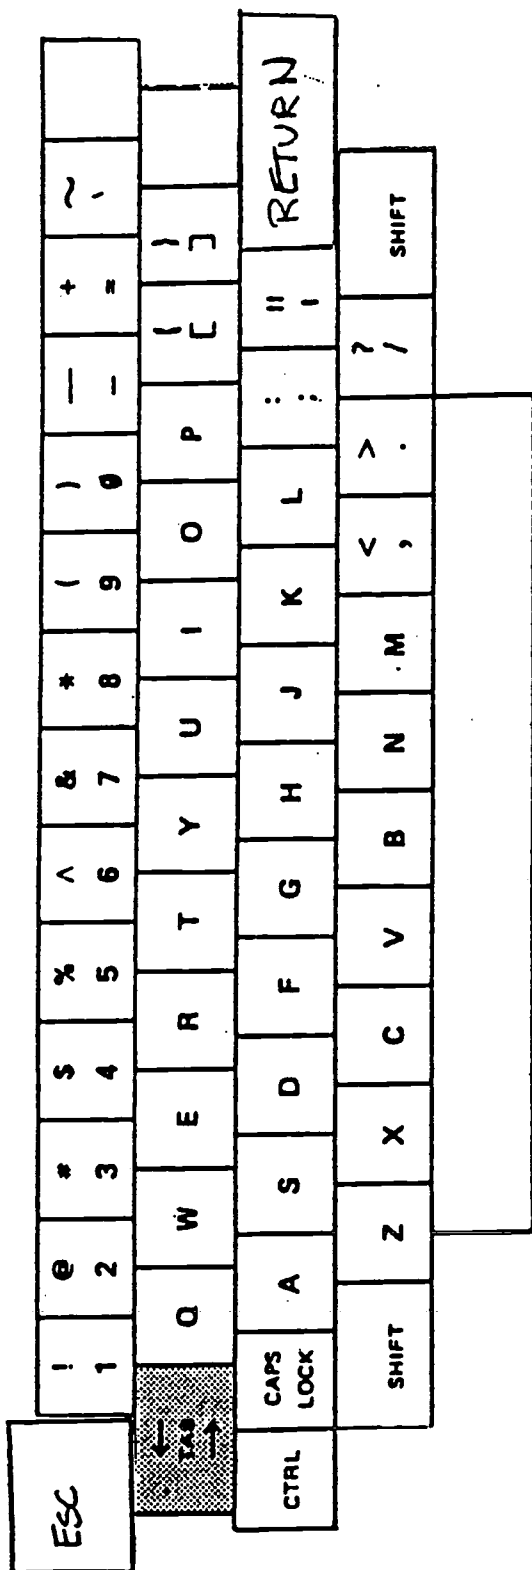 ESC ! 1 @ 2 # 3 $ 4 % 5 ^ 6 & 7 * 8 ( 9 ) 0 — - + = ~ `
← TAB → Q W E R T Y U I O P { [ } ]
CTRL CAPS LOCK A S D F G H J K L : ; " ' RETURN
SHIFT Z X C V B N M < , > . ? / SHIFT